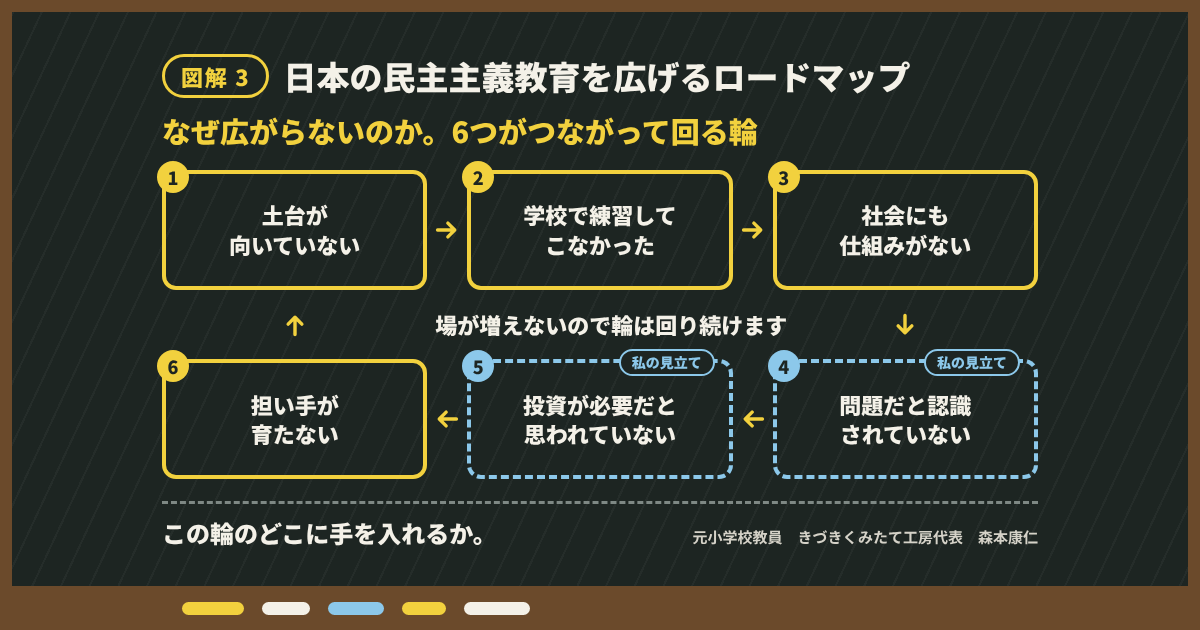 図解 3 日本の民主主義教育を広げるロードマップ
なぜ広がらないのか。6つがつながって回る輪
1
土台が
向いていない
→
2
学校で練習して
こなかった
→
3
社会にも
仕組みがない
↑
場が増えないので輪は回り続けます
↓
6
担い手が
育たない
←
5
私の見立て
投資が必要だと
思われていない
←
4
私の見立て
問題だと認識
されていない
この輪のどこに手を入れるか。
元小学校教員　きづきくみたて工房代表　森本康仁